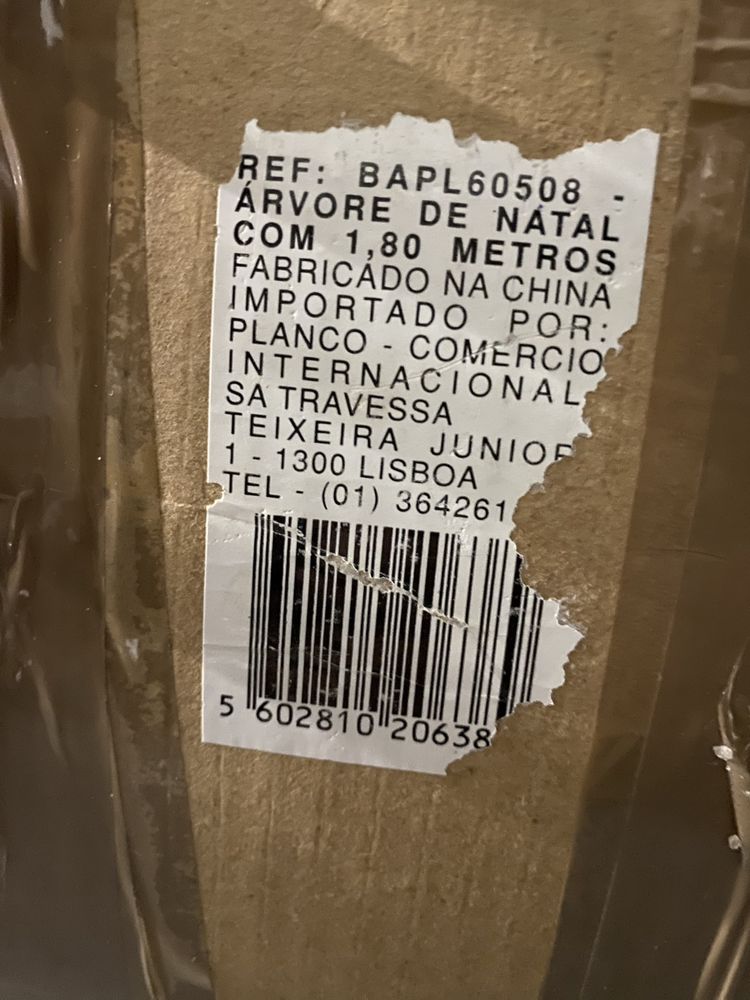 REF: BAPL60508 -
ÁRVORE DE NATAL
COM 1,80 METROS
FABRICADO NA CHINA
IMPORTADO POR:
PLANCO - COMERCIO
INTERNACIONAL
SA TRAVESSA
TEIXEIRA JUNIOR
1 - 1300 LISBOA
TEL - (01) 364261
5 602810 20638